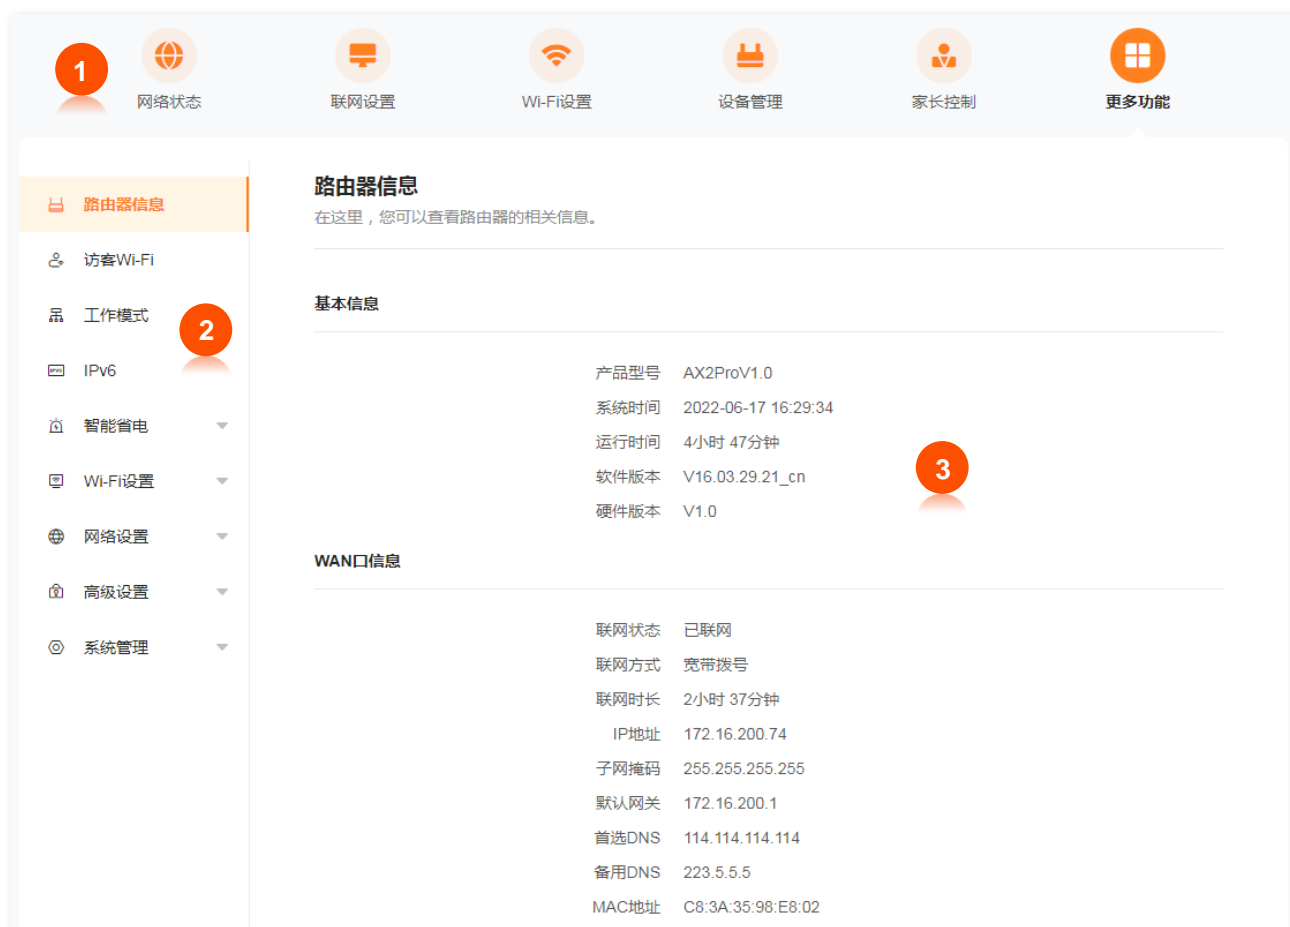 1
网络状态 联网设置 Wi-Fi设置 设备管理 家长控制 更多功能
路由器信息
访客Wi-Fi
工作模式
2
IPv6
智能省电
Wi-Fi设置
网络设置
高级设置
系统管理
路由器信息
在这里，您可以查看路由器的相关信息。
基本信息
产品型号 AX2ProV1.0
系统时间 2022-06-17 16:29:34
运行时间 4小时 47分钟
3
软件版本 V16.03.29.21_cn
硬件版本 V1.0
WAN口信息
联网状态 已联网
联网方式 宽带拨号
联网时长 2小时 37分钟
IP地址 172.16.200.74
子网掩码 255.255.255.255
默认网关 172.16.200.1
首选DNS 114.114.114.114
备用DNS 223.5.5.5
MAC地址 C8:3A:35:98:E8:02